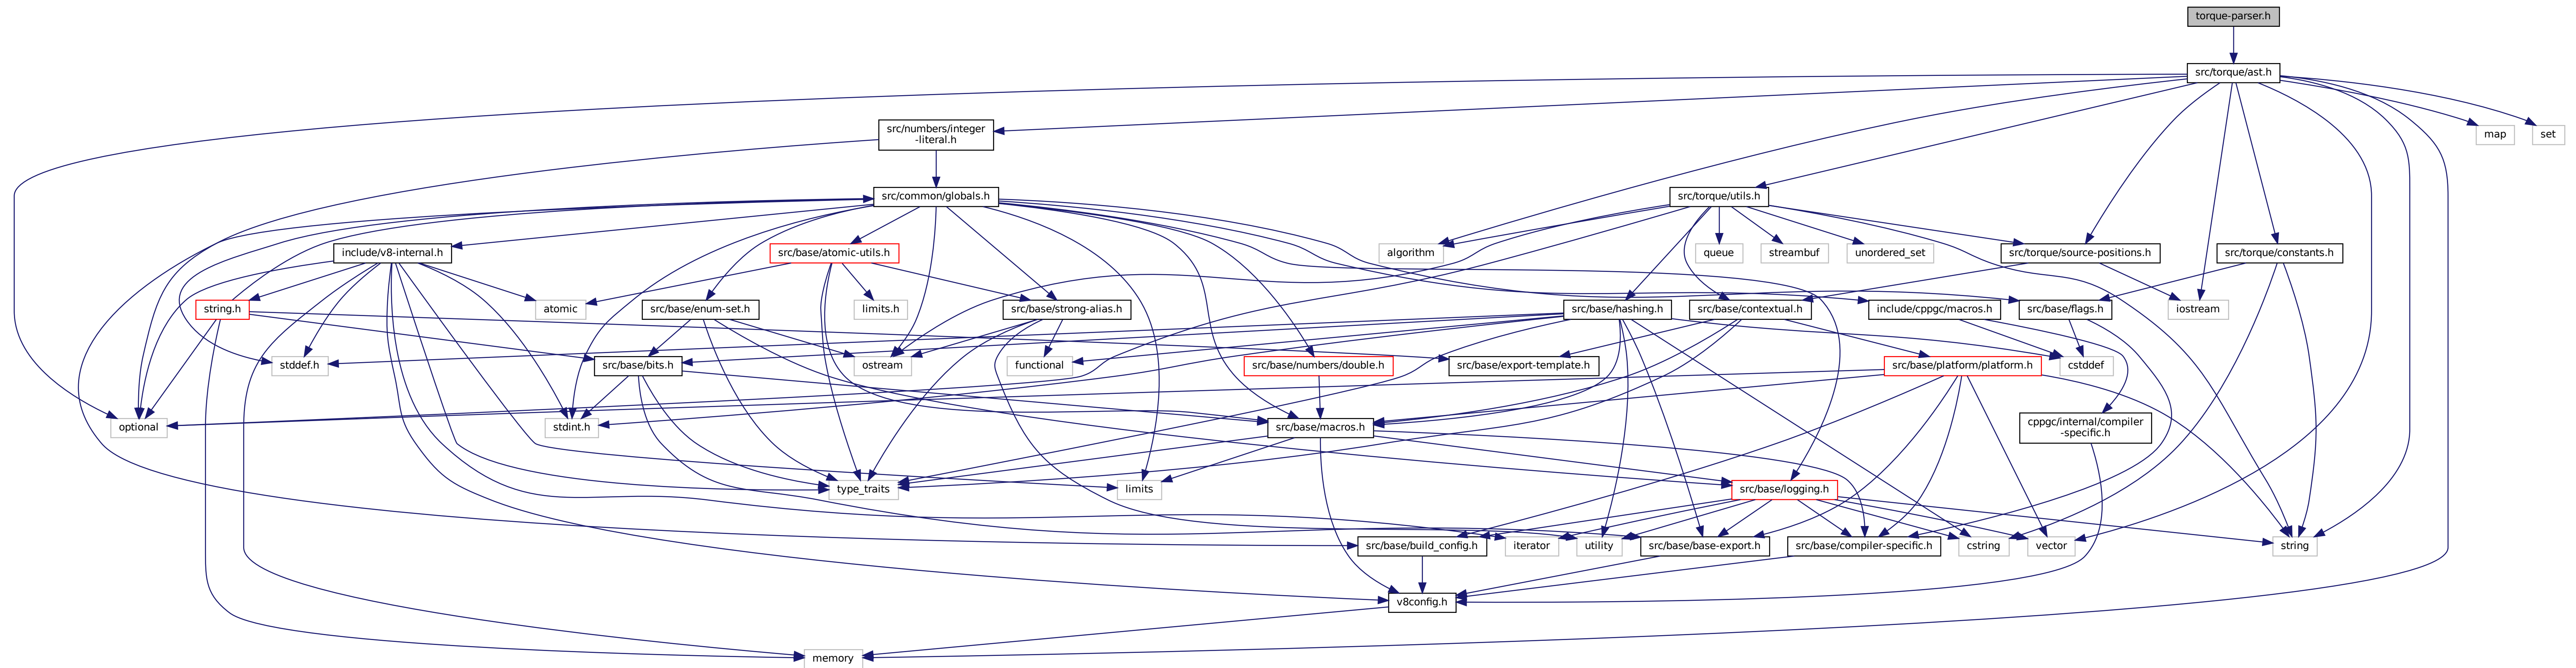 torque-parser.h
src/torque/ast.h
src/numbers/integer
-literal.h
map
set
src/common/globals.h
src/torque/utils.h
include/v8-internal.h
src/base/atomic-utils.h
algorithm
queue
streambuf
unordered_set
src/torque/source-positions.h
src/torque/constants.h
string.h
atomic
src/base/enum-set.h
limits.h
src/base/strong-alias.h
src/base/hashing.h
src/base/contextual.h
include/cppgc/macros.h
src/base/flags.h
iostream
stddef.h
src/base/bits.h
ostream
functional
src/base/numbers/double.h
src/base/export-template.h
src/base/platform/platform.h
cstddef
optional
stdint.h
src/base/macros.h
cppgc/internal/compiler
-specific.h
type_traits
limits
src/base/logging.h
src/base/build_config.h
iterator
utility
src/base/base-export.h
src/base/compiler-specific.h
cstring
vector
string
v8config.h
memory